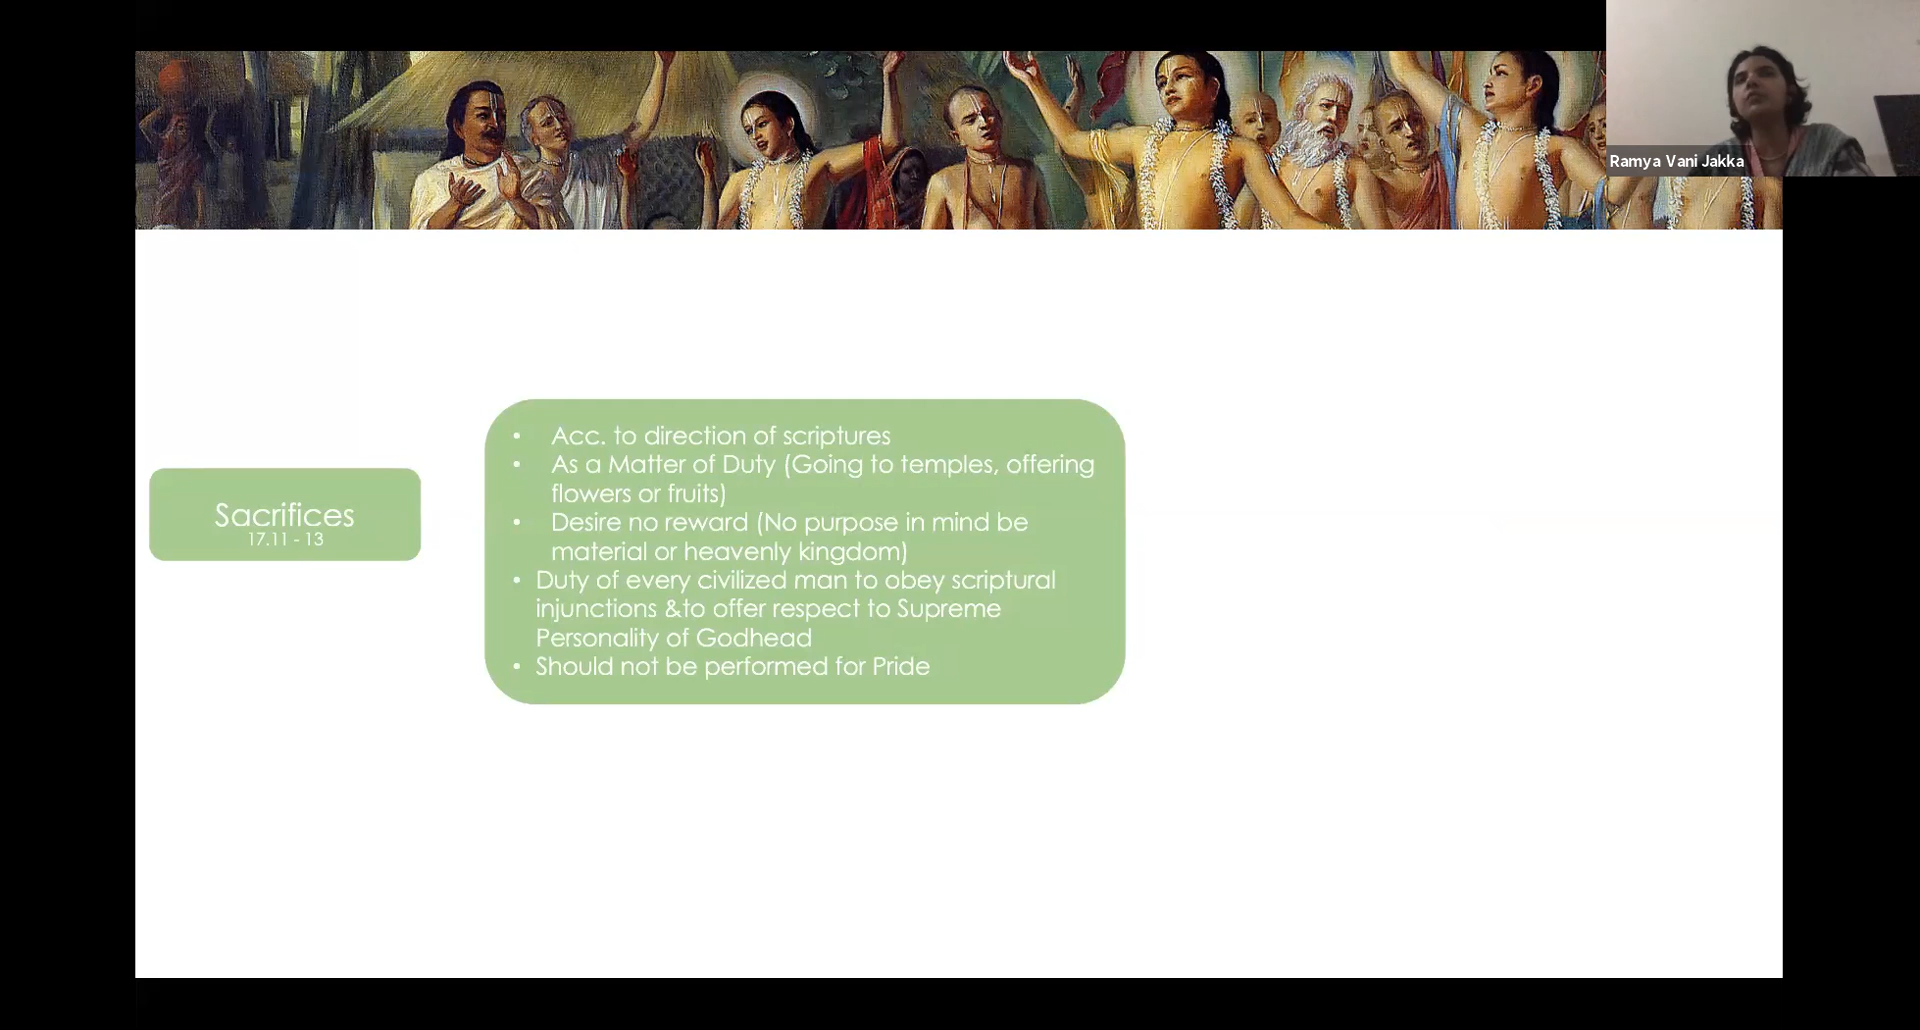 Ramya Vani Jakka
Sacrifices
17.11 - 13
• Acc. to direction of scriptures
• As a Matter of Duty (Going to temples, offering
flowers or fruits)
• Desire no reward (No purpose in mind be
material or heavenly kingdom)
• Duty of every civilized man to obey scriptural
injunctions &to offer respect to Supreme
Personality of Godhead
• Should not be performed for Pride